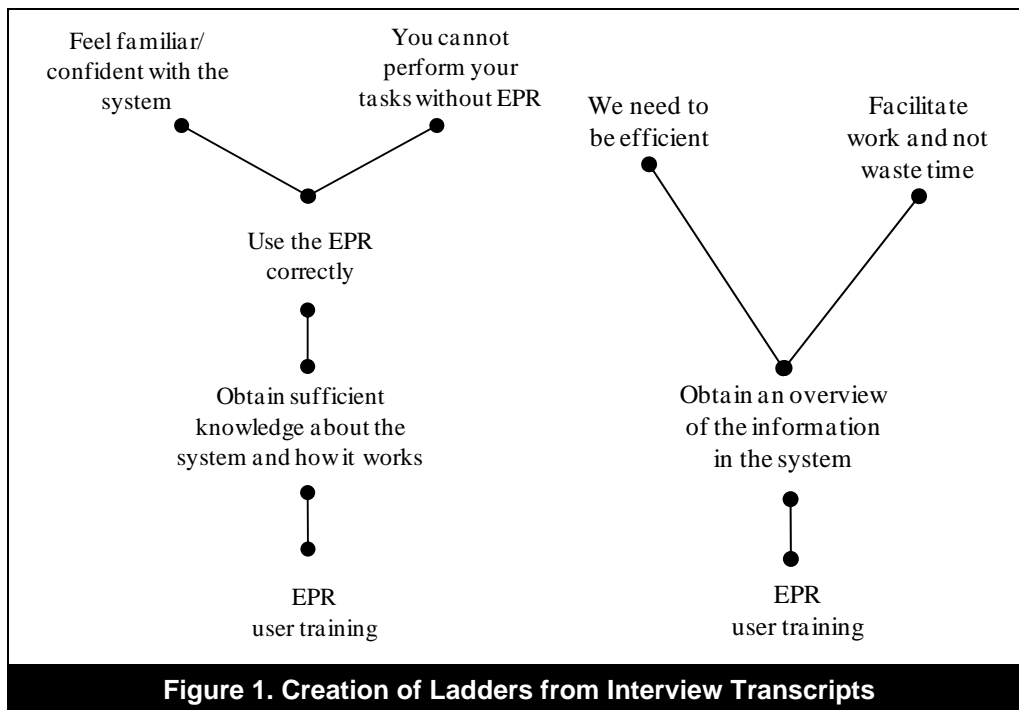 Feel familiar/
confident with the
system
You cannot
perform your
tasks without EPR
Use the EPR
correctly
Obtain sufficient
knowledge about the
system and how it works
EPR
user training
We need to
be efficient
Facilitate
work and not
waste time
Obtain an overview
of the information
in the system
EPR
user training
Figure 1. Creation of Ladders from Interview Transcripts